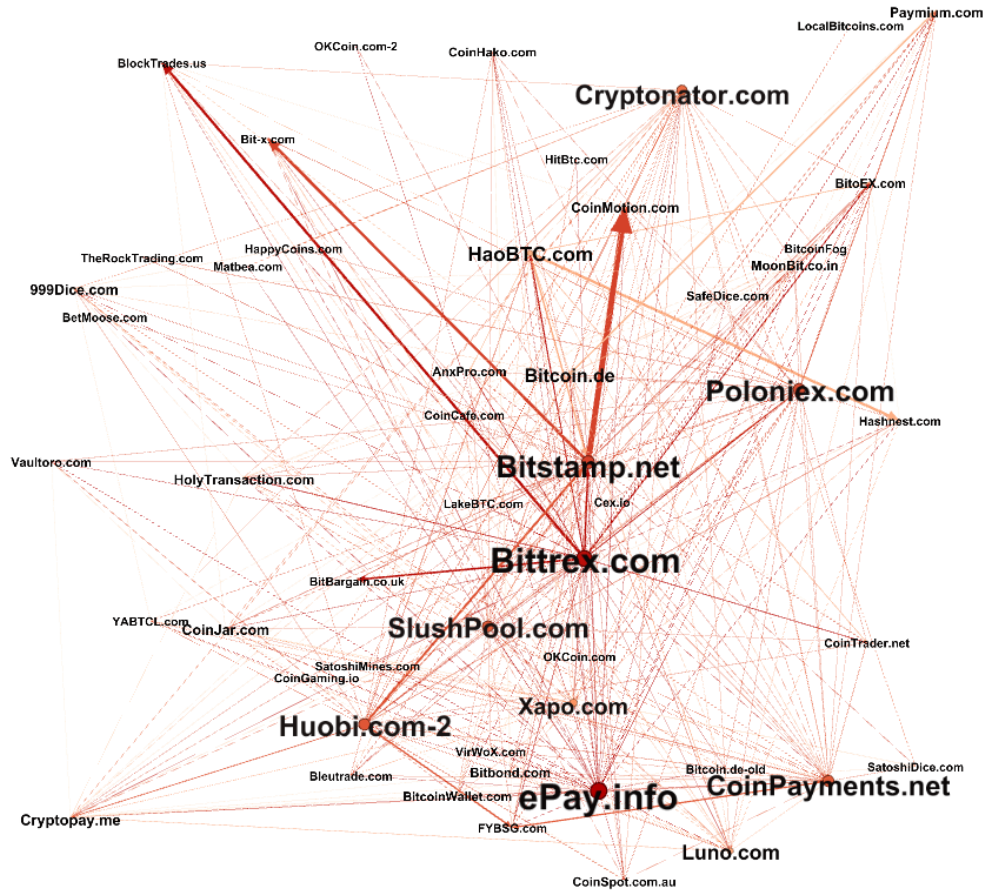 Paymium.com
LocalBitcoins.com
OKCoin.com-2
CoinHako.com
BlockTrades.us
Cryptonator.com
Bit-x.com
HitBtc.com
BitoEX.com
CoinMotion.com
HappyCoins.com
BitcoinFog
HaoBTC.com
TheRockTrading.com
Matbea.com
MoonBit.co.in
999Dice.com
SafeDice.com
BetMoose.com
AnxPro.com
Bitcoin.de
Poloniex.com
CoinCafe.com
Hashnest.com
Vaultoro.com
Bitstamp.net
HolyTransaction.com
LakeBTC.com
Cex.io
Bittrex.com
BitBargain.co.uk
YABTCL.com
CoinJar.com
SlushPool.com
CoinTrader.net
OKCoin.com
SatoshiMines.com
CoinGaming.io
Xapo.com
Huobi.com-2
VirWoX.com
Bitbond.com
Bitcoin.de-old
SatoshiDice.com
Bleutrade.com
CoinPayments.net
BitcoinWallet.com
ePay.info
Cryptopay.me
FYBSG.com
Luno.com
CoinSpot.com.au